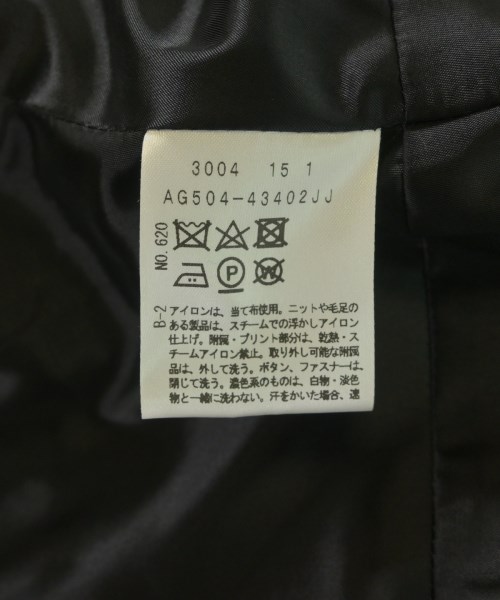 3004 15 1
AG504-43402JJ
NO.620
P
W
B-2
アイロンは、当て布使用。ニットや毛足の
ある製品は、スチームでの浮かしアイロン
仕上げ。附属・プリント部分は、乾熱・ス
チームアイロン禁止。取り外し可能な附属
品は、外して洗う。ボタン、ファスナーは、
閉じて洗う。濃色系のものは、白物・淡色
物と一緒に洗わない。汗をかいた場合、速